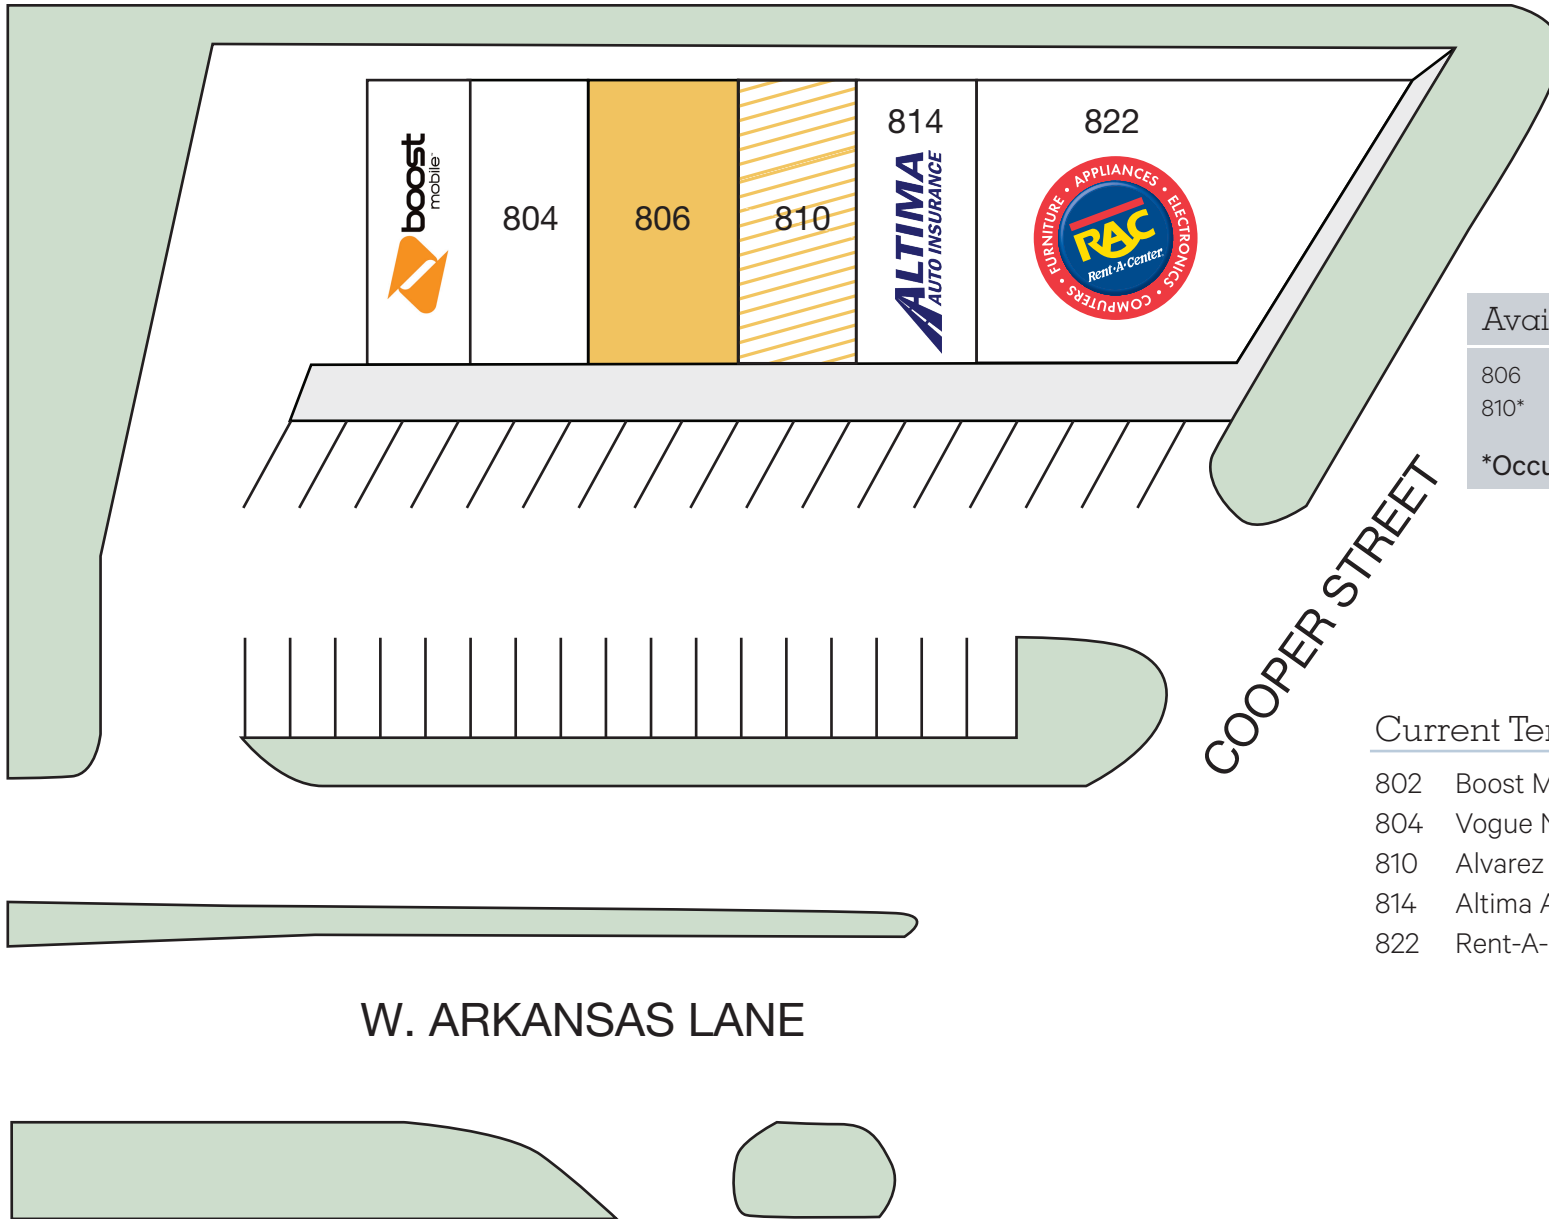 boost
mobile
804
806
810
814
ALTIMA
AUTO INSURANCE
822
FURNITURE • APPLIANCES • ELECTRONICS • COMPUTERS •
RAC
Rent-A-Center
806
810*
COOPER STREET
Current
802 Boost
804 Vogue
810 Alvarez
814 Altima
822 Rent-A-
W. ARKANSAS LANE